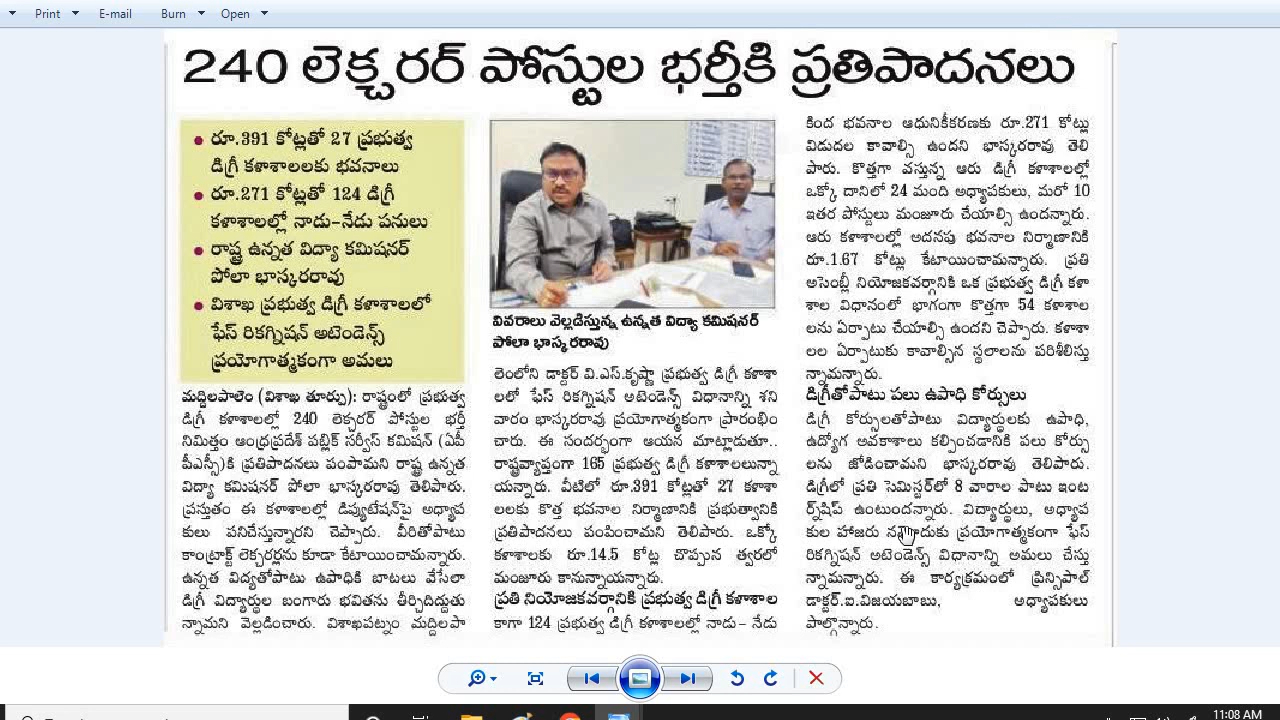 Print
E-mail
Burn
Open
240 లెక్చరర్ పోస్టుల భర్తీకి ప్రతిపాదనలు
రూ.391 కోట్లతో 27 ప్రభుత్వ
డిగ్రీ కళాశాలలకు భవనాలు
రూ.271 కోట్లతో 124 డిగ్రీ
కళాశాలల్లో నాడు-నేడు పనులు
రాష్ట్ర ఉన్నత విద్యా కమిషనర్
పోలా భాస్కరరావు
విశాఖ ప్రభుత్వ డిగ్రీ కళాశాలలో
ఫేస్ రికగ్నిషన్ అటెండెన్స్
ప్రయోగాత్మకంగా అమలు
మద్దిలపాలెం (విశాఖ తూర్పు): రాష్ట్రంలో ప్రభుత్వ
డిగ్రీ కళాశాలల్లో 240 లెక్చరర్ పోస్టుల భర్తీ
నిమిత్తం ఆంధ్రప్రదేశ్ పబ్లిక్ సర్వీస్ కమిషన్ (ఏపీ
పీఎస్సీ)కి ప్రతిపాదనలు పంపామని రాష్ట్ర ఉన్నత
విద్యా కమిషనర్ పోలా భాస్కరరావు తెలిపారు.
ప్రస్తుతం ఈ కళాశాలల్లో డిప్యుటేషన్‌పై అధ్యాప
కులు పనిచేస్తున్నారని చెప్పారు. వీరితోపాటు
కాంట్రాక్ట్ లెక్చరర్లను కూడా కేటాయించామన్నారు.
ఉన్నత విద్యతోపాటు ఉపాధికి బాటలు వేసేలా
డిగ్రీ విద్యార్థుల బంగారు భవితను తీర్చిదిద్దుతు
న్నామని వెల్లడించారు. విశాఖపట్నం మద్దిలపా
వివరాలు వెల్లడిస్తున్న ఉన్నత విద్యా కమిషనర్
పోలా భాస్కరరావు
తెంలోని డాక్టర్ వి.ఎస్.కృష్ణా ప్రభుత్వ డిగ్రీ కళాశా
లలో ఫేస్ రికగ్నిషన్ అటెండెన్స్ విధానాన్ని శని
వారం భాస్కరరావు ప్రయోగాత్మకంగా ప్రారంభిం
చారు. ఈ సందర్భంగా ఆయన మాట్లాడుతూ..
రాష్ట్రవ్యాప్తంగా 165 ప్రభుత్వ డిగ్రీ కళాశాలలున్నా
యన్నారు. వీటిలో రూ.391 కోట్లతో 27 కళాశా
లలకు కొత్త భవనాల నిర్మాణానికి ప్రభుత్వానికి
ప్రతిపాదనలు పంపించామని తెలిపారు. ఒక్కో
కళాశాలకు రూ.14.5 కోట్ల చొప్పున త్వరలో
మంజూరు కానున్నాయన్నారు.
ప్రతి నియోజకవర్గానికి ప్రభుత్వ డిగ్రీ కళాశాల
కాగా 124 ప్రభుత్వ డిగ్రీ కళాశాలల్లో నాడు- నేడు
కింద భవనాల ఆధునికీకరణకు రూ.271 కోట్లు
విడుదల కావాల్సి ఉందని భాస్కరరావు తెలి
పారు. కొత్తగా వస్తున్న ఆరు డిగ్రీ కళాశాలల్లో
ఒక్కో దానిలో 24 మంది అధ్యాపకులు, మరో 10
ఇతర పోస్టులు మంజూరు చేయాల్సి ఉందన్నారు.
ఆరు కళాశాలల్లో అదనపు భవనాల నిర్మాణానికి
రూ.1.67 కోట్లు కేటాయించామన్నారు. ప్రతి
అసెంబ్లీ నియోజకవర్గానికి ఒక ప్రభుత్వ డిగ్రీ కళా
శాల విధానంలో భాగంగా కొత్తగా 54 కళాశాల
లను ఏర్పాటు చేయాల్సి ఉందని చెప్పారు. కళాశా
లల ఏర్పాటుకు కావాల్సిన స్థలాలను పరిశీలిస్తు
న్నామన్నారు.
డిగ్రీతోపాటు పలు ఉపాధి కోర్సులు
డిగ్రీ కోర్సులతోపాటు విద్యార్థులకు ఉపాధి,
ఉద్యోగ అవకాశాలు కల్పించడానికి పలు కోర్సు
లను జోడించామని భాస్కరరావు తెలిపారు.
డిగ్రీలో ప్రతి సెమిస్టర్‌లో 8 వారాల పాటు ఇంట
ర్న్‌షిప్ ఉంటుందన్నారు. విద్యార్థులు, అధ్యాప
కుల హాజరు నమోదుకు ప్రయోగాత్మకంగా ఫేస్
రికగ్నిషన్ అటెండెన్స్ విధానాన్ని అమలు చేస్తు
న్నామన్నారు. ఈ కార్యక్రమంలో ప్రిన్సిపాల్
డాక్టర్.ఐ.విజయబాబు, అధ్యాపకులు
పాల్గొన్నారు.
11:08 AM